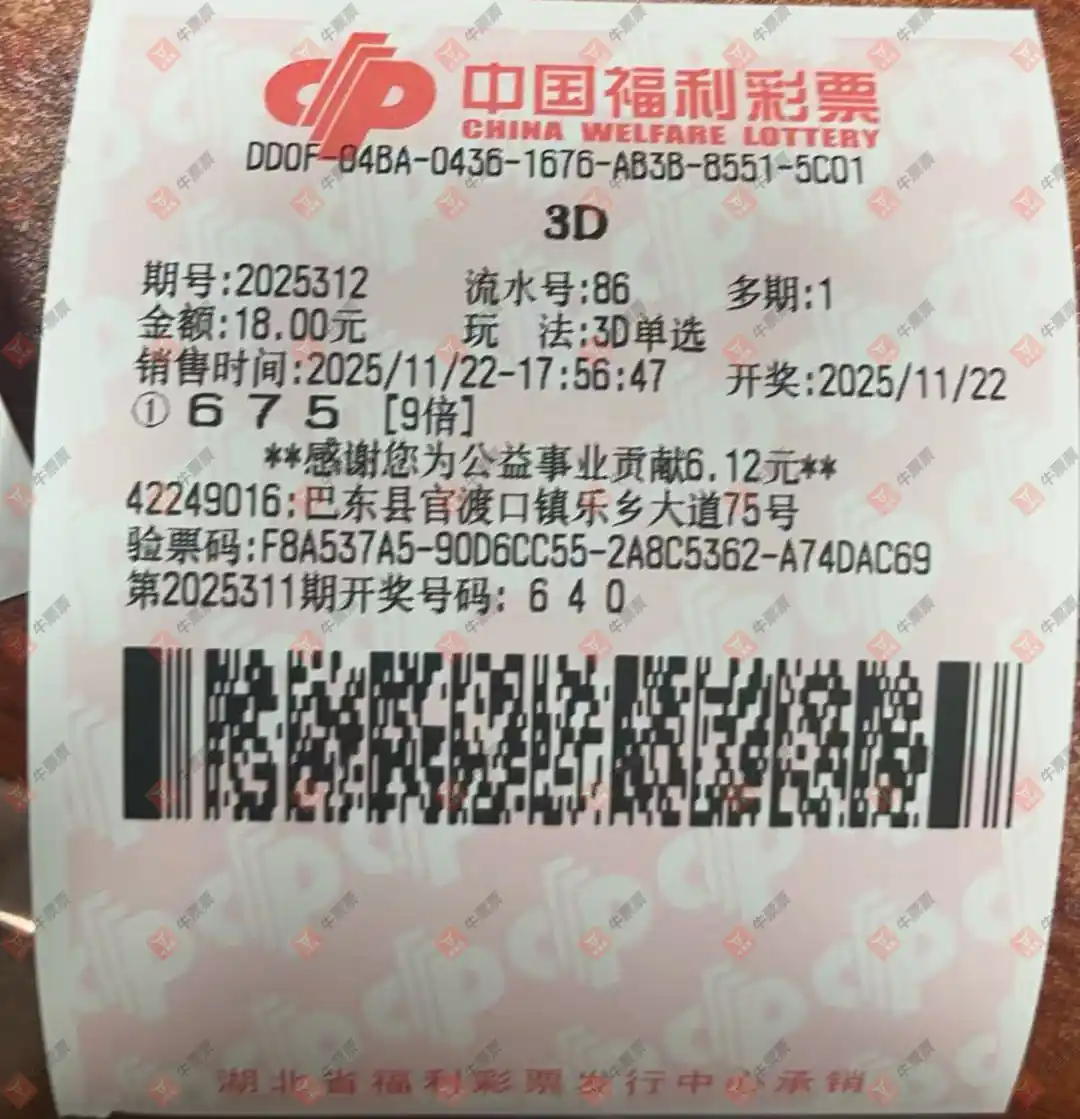 中国福利彩票
CHINA WELFARE LOTTERY
DD0F-84BA-0436-1676-AB3B-8551-5C01
3D
期号:2025312 流水号:86 多期:1
金额:18.00元 玩 法:3D单选
销售时间:2025/11/22-17:56:47 开奖:2025/11/22
① 6 7 5 [9倍]
**感谢您为公益事业贡献6.12元**
42249016:巴东县官渡口镇乐乡大道75号
验票码:F8A537A5-90D6CC55-2A8C5362-A74DAC69
第2025311期开奖号码: 6 4 0
湖北省福利彩票发行中心承销
牛票票